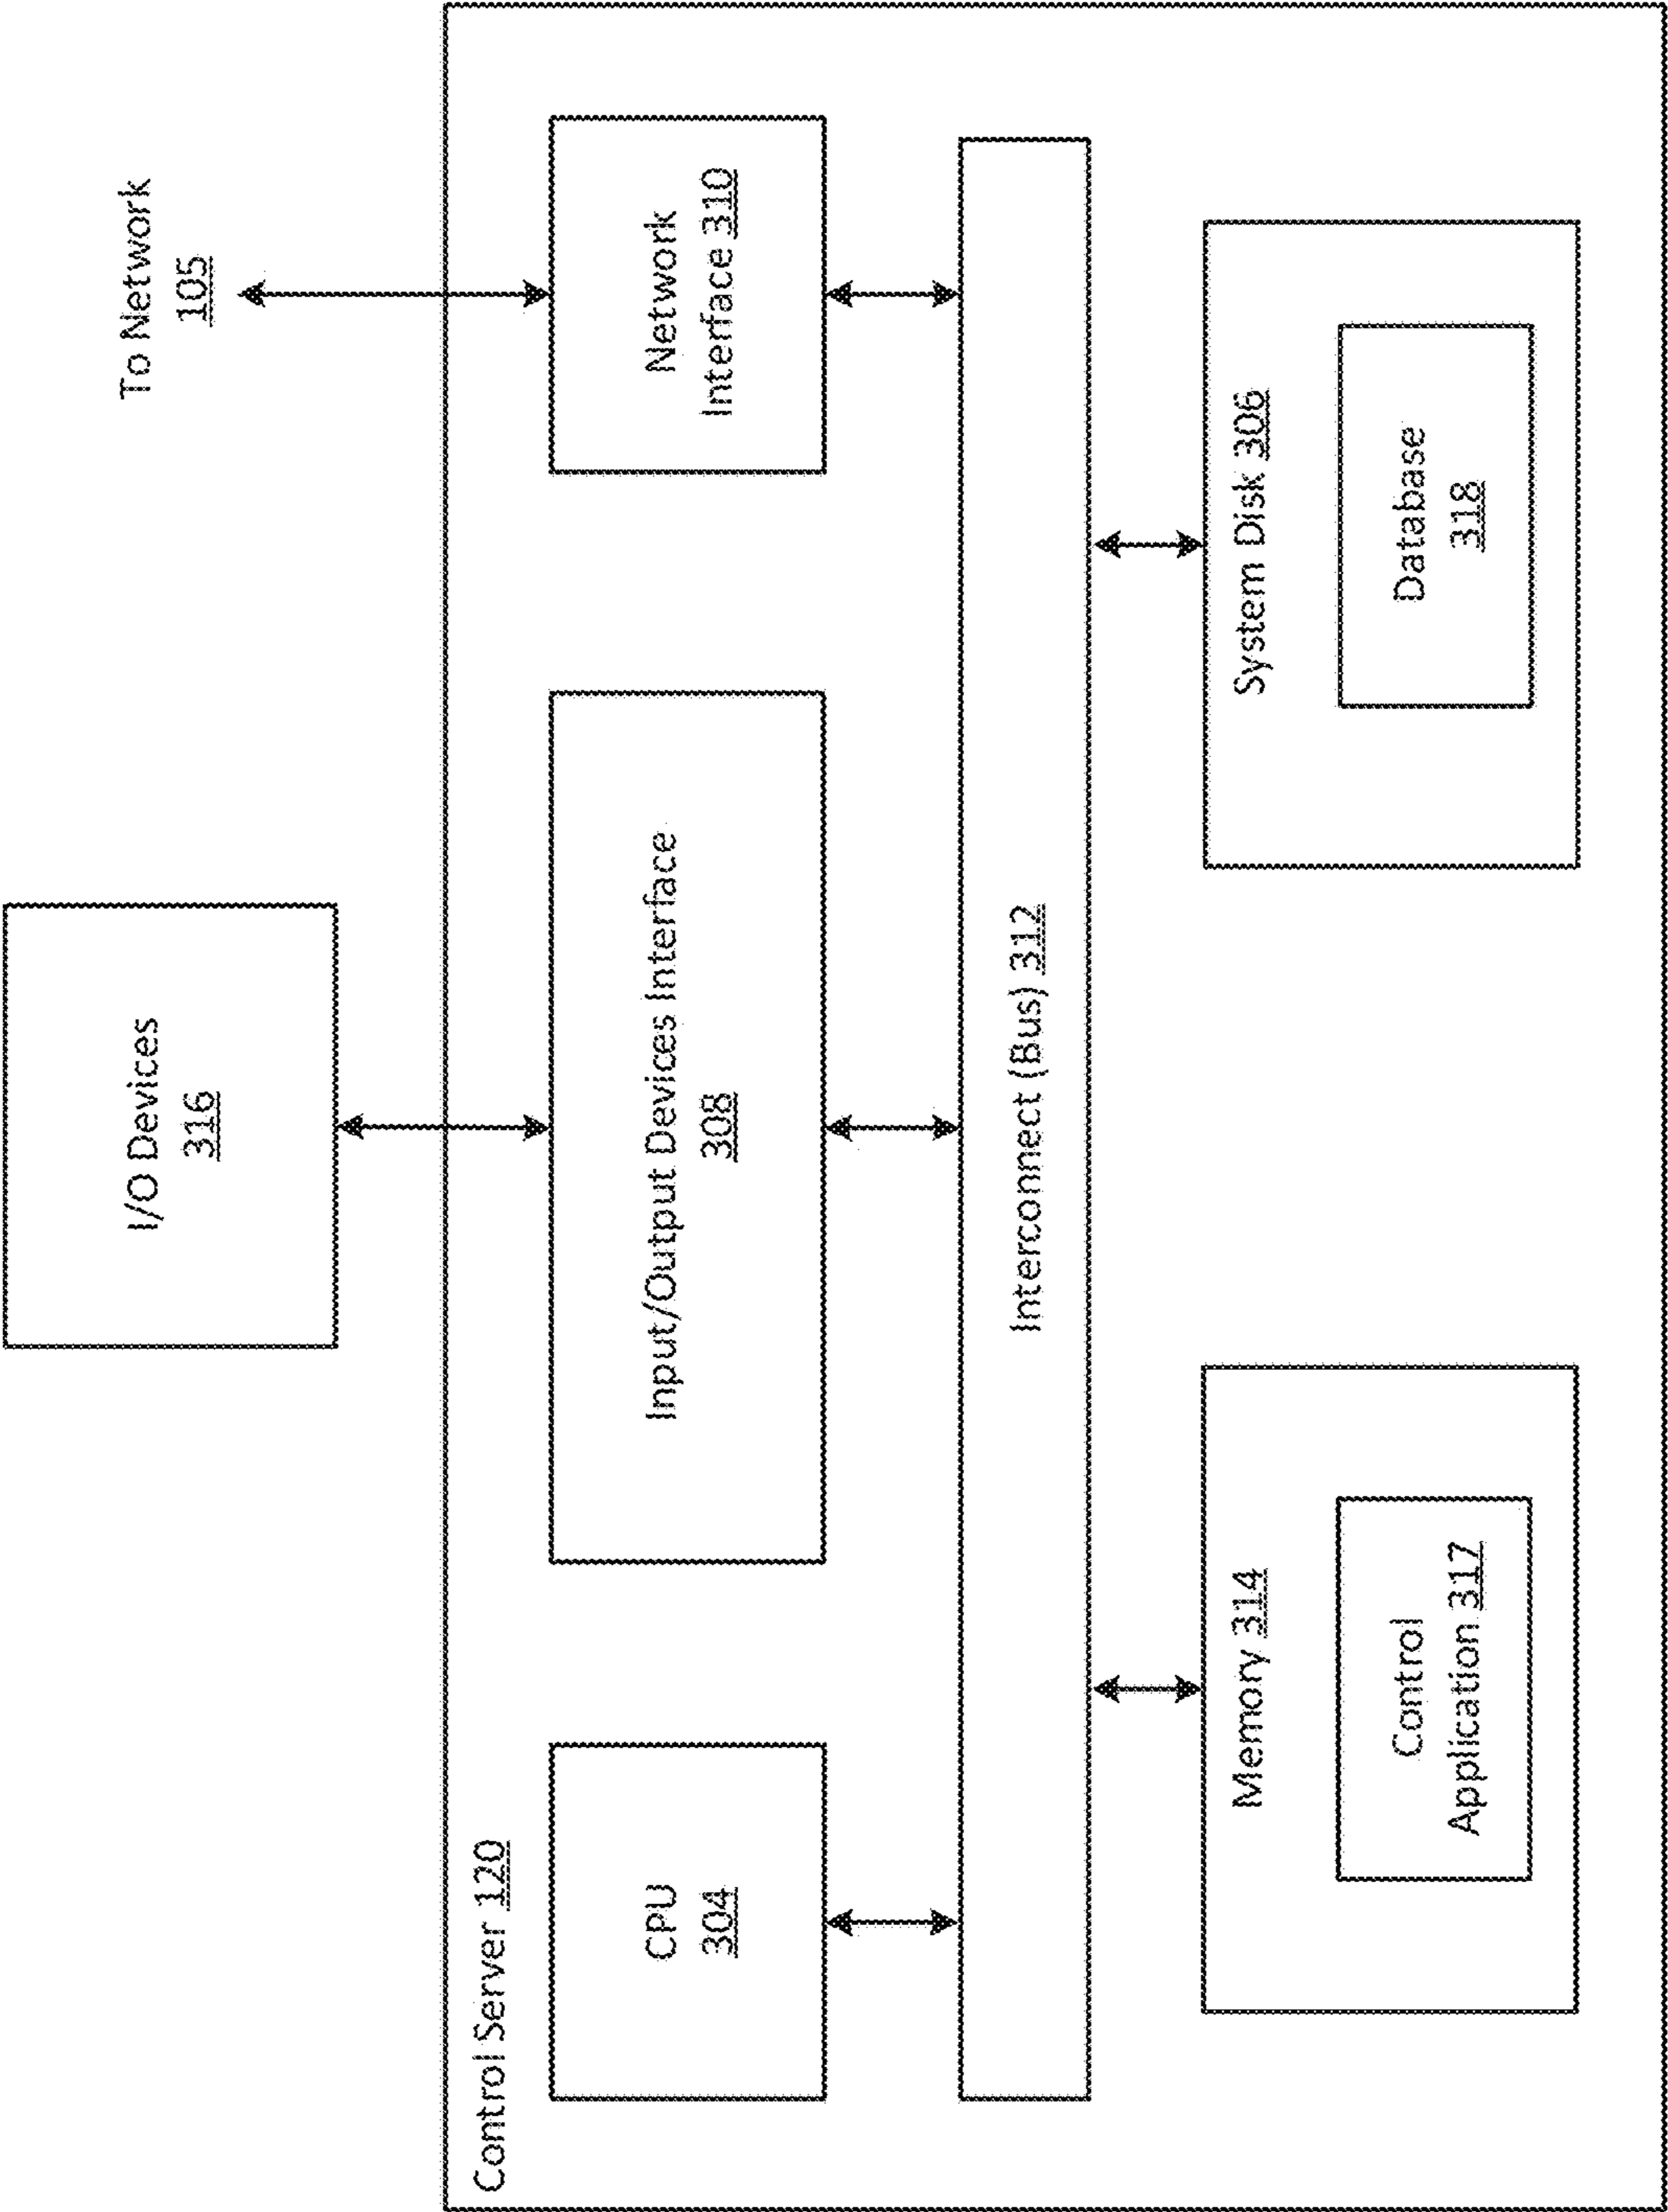 I/O Devices
316
To Network
105
Control Server 120
CPU
304
Input/Output Devices Interface
308
Network
Interface 310
Interconnect (Bus) 312
Memory 314
Control
Application 317
System Disk 306
Database
318